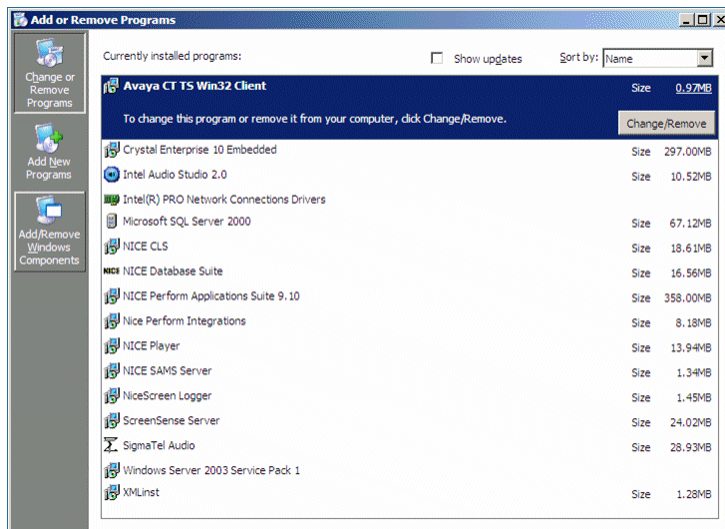 Add or Remove Programs
Change or Remove Programs
Add New Programs
Add/Remove Windows Components
Currently installed programs:
Show updates
Sort by: Name
Avaya CT TS Win32 Client Size 0.97MB
To change this program or remove it from your computer, click Change/Remove.
Change/Remove
Crystal Enterprise 10 Embedded Size 297.00MB
Intel Audio Studio 2.0 Size 10.52MB
Intel(R) PRO Network Connections Drivers
Microsoft SQL Server 2000 Size 67.12MB
NICE CLS Size 18.61MB
NICE NICE Database Suite Size 16.56MB
NICE Perform Applications Suite 9.10 Size 358.00MB
Nice Perform Integrations Size 8.18MB
NICE Player Size 13.94MB
NICE SAMS Server Size 1.34MB
NiceScreen Logger Size 1.45MB
ScreenSense Server Size 24.02MB
SigmaTel Audio Size 28.93MB
Windows Server 2003 Service Pack 1
XMLinst Size 1.28MB